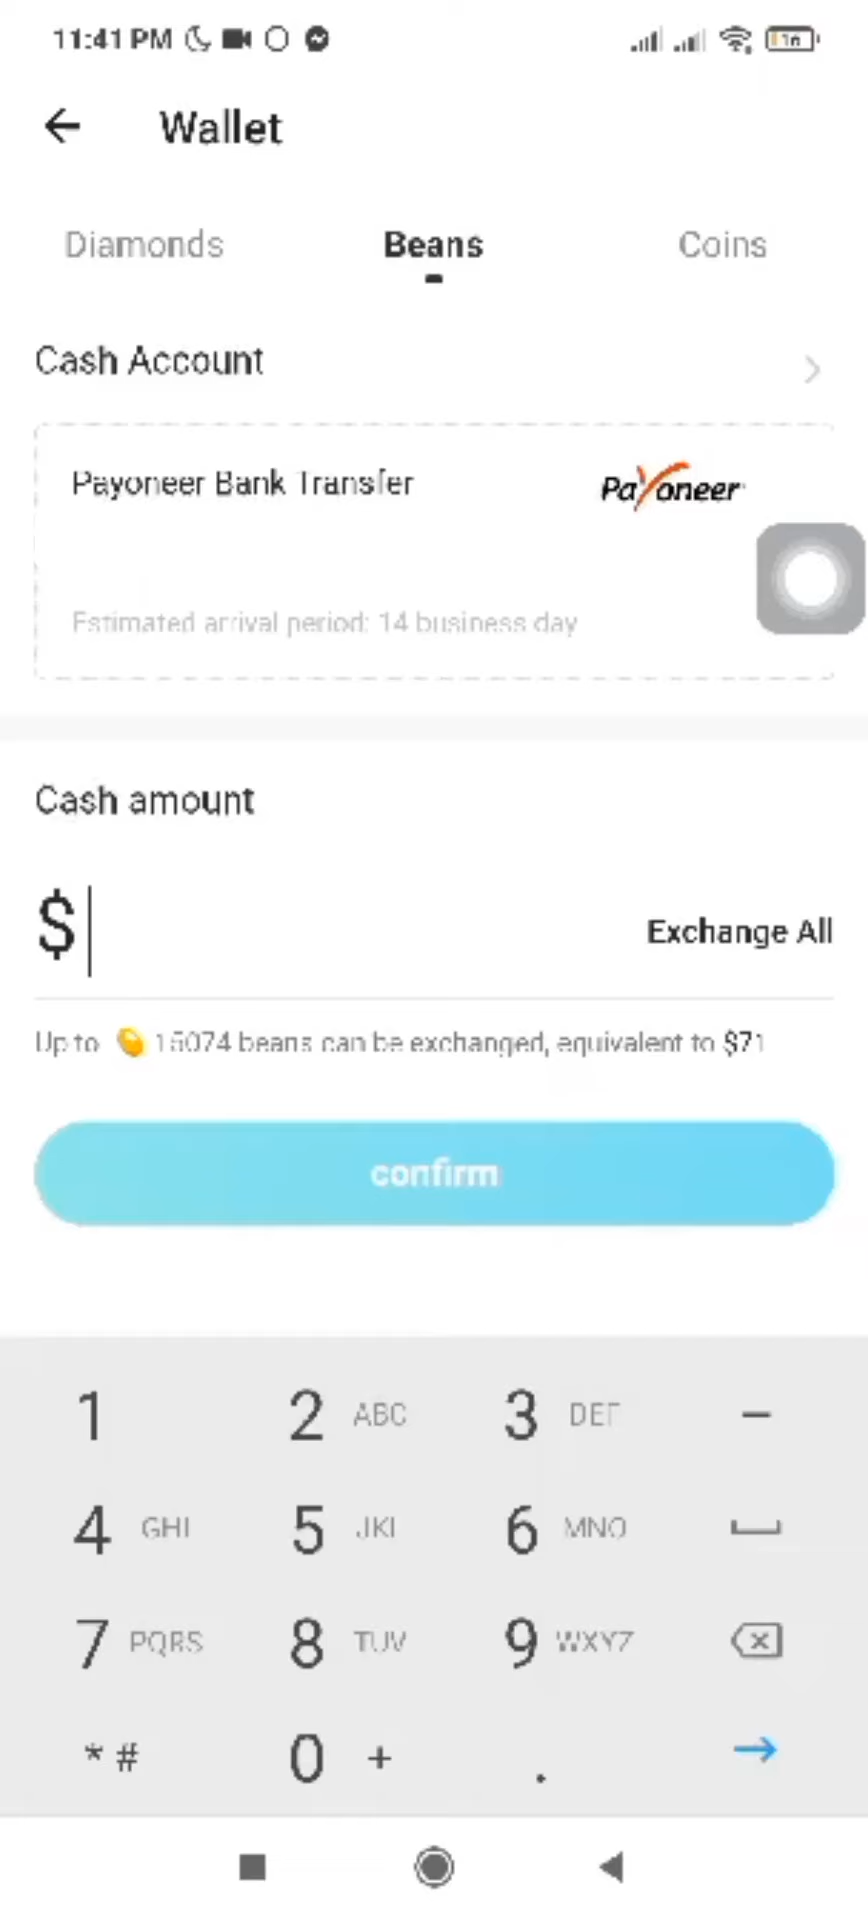 11:41 PM 16
Wallet
Diamonds Beans Coins
Cash Account
Payoneer Bank Transfer Payoneer
Estimated arrival period: 14 business day
Cash amount
$ Exchange All
Up to 15074 beans can be exchanged, equivalent to $71
confirm
1 2 ABC 3 DEF –
4 GHI 5 JKL 6 MNO
7 PQRS 8 TUV 9 WXYZ
* # 0 + .